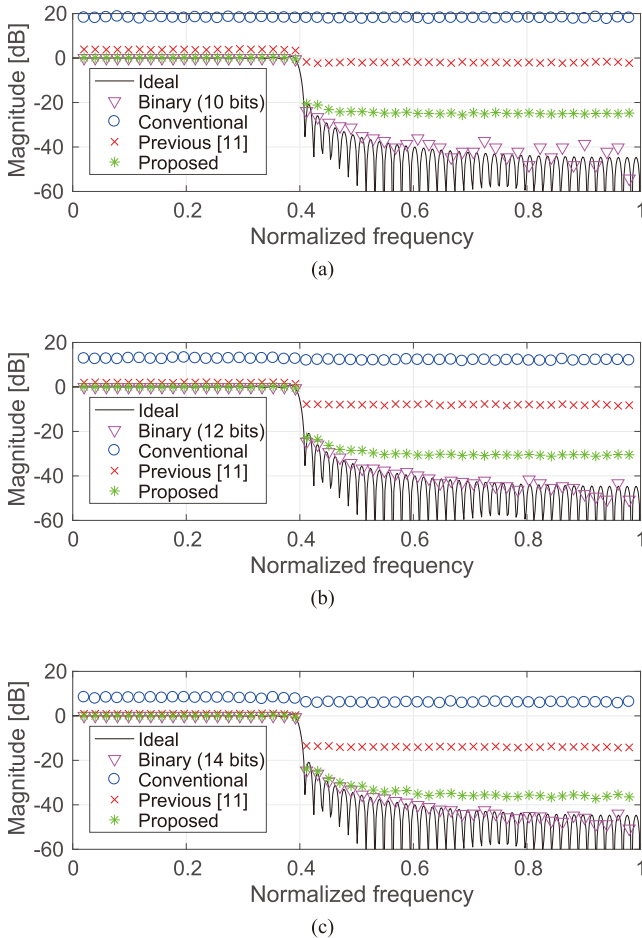 20
0
-20
-40
-60
Magnitude [dB]
Ideal
Binary (10 bits)
Conventional
Previous [11]
Proposed
0 0.2 0.4 0.6 0.8 1
Normalized frequency
(a)
20
0
-20
-40
-60
Magnitude [dB]
Ideal
Binary (12 bits)
Conventional
Previous [11]
Proposed
0 0.2 0.4 0.6 0.8 1
Normalized frequency
(b)
20
0
-20
-40
-60
Magnitude [dB]
Ideal
Binary (14 bits)
Conventional
Previous [11]
Proposed
0 0.2 0.4 0.6 0.8 1
Normalized frequency
(c)